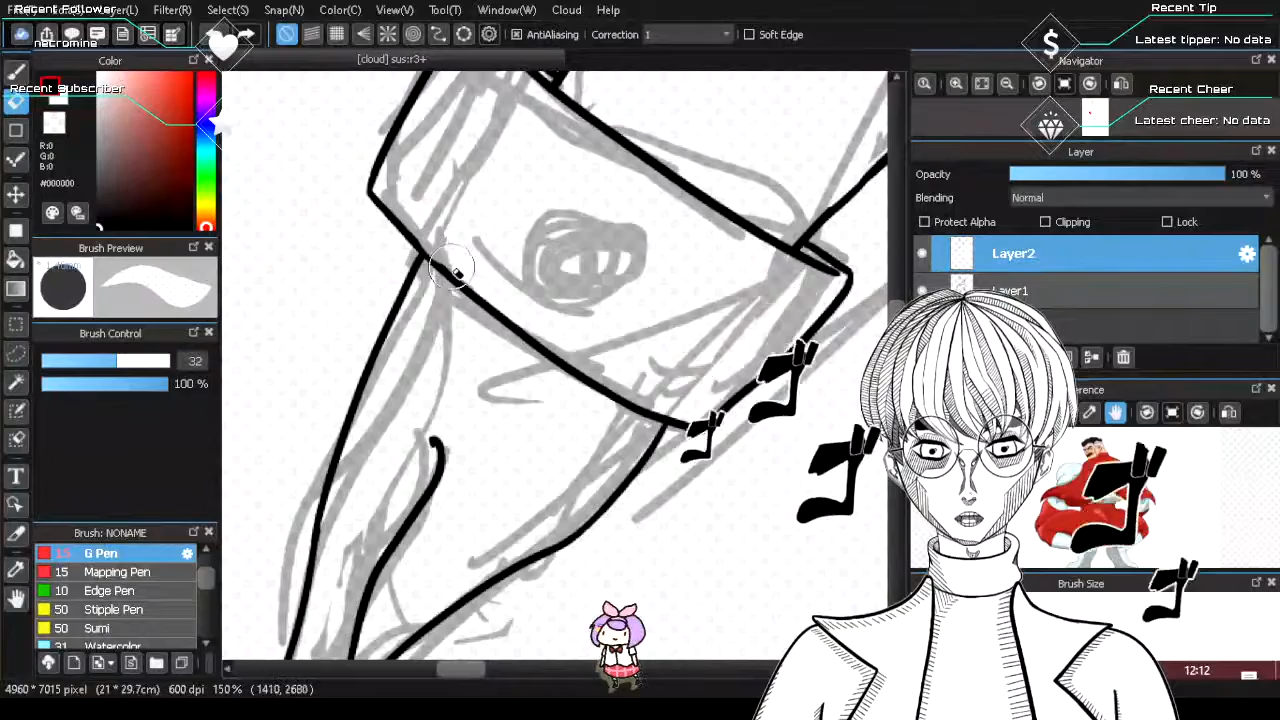 Recent Follower
Filter(R)
Select(S)
Snap(N)
Color(C)
View(V)
Tool(T)
Window(W)
Cloud
Help
Recent Tip
Latest tipper: No data
necromine
AntiAliasing
Correction
1
Soft Edge
Color
[cloud] sus:r3+
Navigator
Recent Subscriber
Recent Cheer
Latest cheer: No data
R:0
G:0
B:0
#000000
Layer
Opacity
100 %
Blending
Normal
Protect Alpha
Clipping
Lock
Brush Preview
Layer2
Layer1
Brush Control
32
100 %
Brush: NONAME
15
G Pen
15
Mapping Pen
10
Edge Pen
50
Stipple Pen
50
Sumi
31
Watercolor
Brush Size
12:12
4960 * 7015 pixel
(21 * 29.7cm)
600 dpi
150 %
( 1410, 2680 )